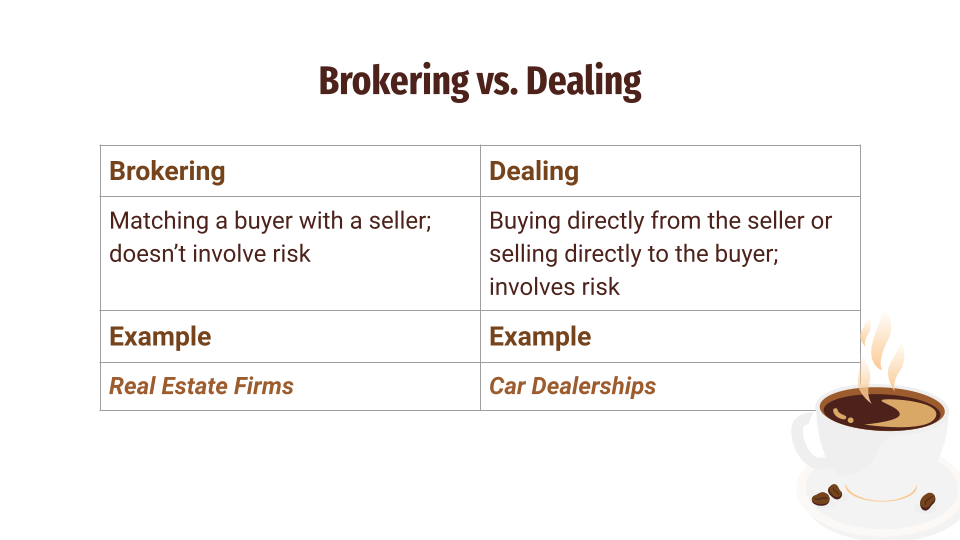 Brokering vs. Dealing
Brokering
Dealing
Matching a buyer with a seller;
doesn’t involve risk
Buying directly from the seller or
selling directly to the buyer;
involves risk
Example
Example
Real Estate Firms
Car Dealerships